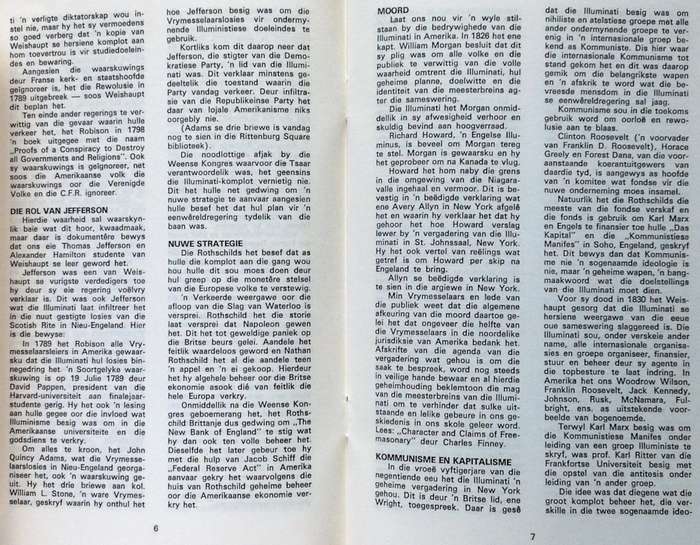 ti 'n verligte diktatorskap wou in-
stel nie, maar hy het sy vermoedens
so goed verberg dat 'n kopie van
Weishaupt se hersiene komplot aan
hom toevertrou is vir studiedoelein-
des en bewaring.
Aangesien die waarskuwings
deur Franse kerk- en staatshoofde
geïgnoreer is, het die Rewolusie in
1789 uitgebreek — soos Weishaupt
dit beplan het.
Ten einde ander regerings te ver-
wittig van die gevaar waarin hulle
verkeer het, het Robison in 1798
'n boek uitgegee met die naam
„Proofs of a Conspiracy to Destroy
all Governments and Religions". Ook
sy waarskuwings is geïgnoreer, net
soos die Amerikaanse volk die
waarskuwings oor die Verenigde
Volke en die C.F.R. ignoreer.
DIE ROL VAN JEFFERSON
Hierdie waarheid sal waarskyn-
lik baie wat dit hoor, kwaadmaak,
maar daar is dokumentêre bewys
dat ons eie Thomas Jefferson en
Alexander Hamilton studente van
Weishaupt se leer geword het.
Jefferson was een van Weis-
haupt se vurigste verdedigers toe
hy deur sy eie regering voëlvry
verklaar is. Dit was ook Jefferson
wat die Illuminati laat infiltreer het
in die nuut gestigte losies van die
Scotish Rite in Nieu-Engeland. Hier
is die bewyse:
In 1789 het Robison alle Vry-
messelaarsleiers in Amerika gewaar-
sku dat die Illuminati hul losies bin-
negedring het. 'n Soortgelyke waar-
skuwing is op 19 Julie 1789 deur
David Pappen, president van die
Harvard-universiteit aan finalejaar-
studente gerig. Hy het ook 'n lesing
aan hulle gegee oor die invloed wat
Illuminisme besig was om in die
Amerikaanse universiteite en die
godsdiens te verkry.
Om alles te kroon, het John
Quincy Adams, wat die Vrymesse-
laarslosies in Nieu-Engeland georga-
niseer het, ook 'n waarskuwing ge-
uit. Hy het drie briewe aan kol.
William L. Stone, 'n ware Vrymes-
selaar, geskryf waarin hy onthul het
6
hoe Jefferson besig was om die
Vrymesselaarslosies vir ondermy-
nende Illuministiese doeleindes te
gebruik.
Kortliks kom dit daarop neer dat
Jefferson, die stigter van die Demo-
kratiese Party, 'n lid van die Illumi-
nati was. Dit verklaar minstens ge-
deeltelik die toestand waarin die
Party vandag verkeer. Deur infiltra-
sie van die Republikeinse Party het
daar van lojale Amerikanisme niks
oorgebly nie.
(Adams se drie briewe is vandag
nog te sien in die Rittenburg Square
biblioteek).
Die noodlottige afjak by die
Weense Kongres waarvoor die Tsaar
verantwoordelik was, het geensins
die Illuminati-komplot vernietig nie.
Dit het hulle net gedwing om 'n
nuwe strategie te aanvaar aangesien
hulle besef het dat hul plan vir 'n
eenwêreldregering tydelik van die
baan was.
NUWE STRATEGIE
Die Rothschilds het besef dat as
hulle die komplot aan die gang wou
hou hulle dit sou moes doen deur
hul greep op die monetêre stelsel
van die Europese volke te verstewig.
'n Verkeerde weergawe oor die
afloop van die Slag van Waterloo is
versprei. Rothschild het die storie
laat versprei dat Napoleon gewen
het. Dit het tot geweldige paniek op
die Britse beurs gelei. Aandele het
feitlik waardeloos geword en Nathan
Rothschild het al die aandele teen
'n appel en 'n ei gekoop. Hierdeur
het hy algehele beheer oor die Britse
ekonomie asook dié van feitlik die
hele Europa verkry.
Onmiddellik na die Weense Kon-
gres geboemerang het, het Roths-
child Brittanje dus gedwing om „The
New Bank of England" te stig wat
hy dan ook ten volle beheer het.
Dieselfde het later gebeur toe hy
met die hulp van Jacob Schiff die
„Federal Reserve Act" in Amerika
aanvaar gekry het waarvolgens die
huis van Rothschild geheime beheer
oor die Amerikaanse ekonomie ver-
kry het.
MOORD
Laat ons nou vir 'n wyle stil-
staan by die bedrywighede van die
Illuminati in Amerika. In 1826 het ene
kapt. William Morgan besluit dat dit
sy plig was om alle volke en die
publiek te verwittig van die volle
waarheid omtrent die Illuminati, hul
geheime planne, doelwitte en die
identiteit van die meesterbreins ag-
ter die sameswering.
Die Illuminati het Morgan onmid-
dellik in sy afwesigheid verhoor en
skuldig bevind aan hoogverraad.
Richard Howard, 'n Engelse Illu-
minus, is beveel om Morgan terereg
te stel. Morgan is gewaarsku en hy
het geprobeer om na Kanada te vlug.
Howard het hom naby die grens
in die omgewing van die Niagara-
valle ingehaal en vermoor. Dit is be-
vestig in 'n beëdigde verklaring wat
ene Avery Allyn in New York afgelê
het en waarin hy verklaar het dat hy
gehoor het hoe Howard verslag
lewer by 'n vergadering van die Illu-
minati in St. Johnssaal, New York.
Hy het ook vertel van reëlings wat
getref is om Howard per skip na
Engeland te bring.
Allyn se beëdigde verklaring is
te sien in die argiewe in New York.
Min Vrymesselaars en lede van
die publiek weet dat die algemene
afkeuring van die moord daartoe ge-
lei het dat ongeveer die helfte van
die Vrymesselaars in die noordelike
jurisdiksie van Amerika bedank het.
Afskrifte van die agenda van die
vergadering wat gehou is om die
saak te bespreek, word nog steeds
in veilige hande bewaar en al hierdie
geheimhouding beklemtoon die mag
van die meesterbreins van die Illumi-
nati om te verhinder dat sulke uit-
staande en lelike gebeure in ons ge-
skiedenis in ons skole geleer word.
Lees: „Character and Claims of Free-
masonary" deur Charles Finney.
KOMMUNISME EN KAPITALISME
In die vroeë vyftigerjare van die
negentiende eeu het die Illuminati 'n
geheime vergadering in New York
gehou. Dit is deur 'n Britse lid, ene
Wright, toegespreek. Daar is gesê
dat die Illuminati besig was om
nihiliste en ateïstiese groepe met alle
ander ondermynende groepe te ver-
enig in 'n internasionale groep be-
kend as Kommuniste. Dis hier waar
die internasionale Kommunisme tot
stand gekom het en dit was daarop
gemik om die belangrikste wapen
en 'n afskrik te word wat die be-
vreesde mensdom in die Illuminati
se eenwêreldregering sal jaag.
Kommunisme sou in die toekoms
gebruik word om oorloë en rewo-
lusie aan te blaas.
Clinton Roosevelt ('n voorvader
van Franklin D. Roosevelt), Horace
Greely en Forest Dana, van die voor-
aanstande koerantuitgewers van
daardie tyd, is aangewys as hoofde
van 'n komitee wat fondse vir die
nuwe onderneming moes insamel.
Natuurlik het die Rothschilds die
meeste van die fondse verskaf en
die fonds is gebruik om Karl Marx
en Engels te finansier toe hulle „Das
Kapital" en die „Kommunistiese
Manifes" in Soho, Engeland, geskryf
het. Dit bewys dan dat Kommunis-
me nie 'n sogenaamde ideologie is
nie, maar 'n geheime wapen, 'n bang-
maakwoord wat die doelstellings
van die Illuminati moet dien.
Voor sy dood in 1830 het Weis-
haupt gesorg dat die Illuminati se
hersiene weergawe van die eeue
oue sameswering slaggereed is. Die
Illuminati sou, onder verskeie ander
name, alle internasionale organisa-
sies en groepe organiseer, finansier,
stuur en beheer deur sy agente in
die topbesture te laat indring. In
Amerika het ons Woodrow Wilson,
Franklin Roosevelt, Jack Kennedy,
Johnson, Rusk, McNamara, Ful-
bright, ens. as uitstekende voor-
beelde van bogenoemde.
Terwyl Karl Marx besig was om
die Kommunistiese Manifes onder
leiding van een groep Illuministe te
skryf, was prof. Karl Ritter van die
Frankfortse Universiteit besig met
die opstel van die antitesis onder
leiding van 'n ander groep.
Die idee was dat diegene wat die
groot komplot beheer het, die ver-
skille in die twee sogenaamde ideo-
7